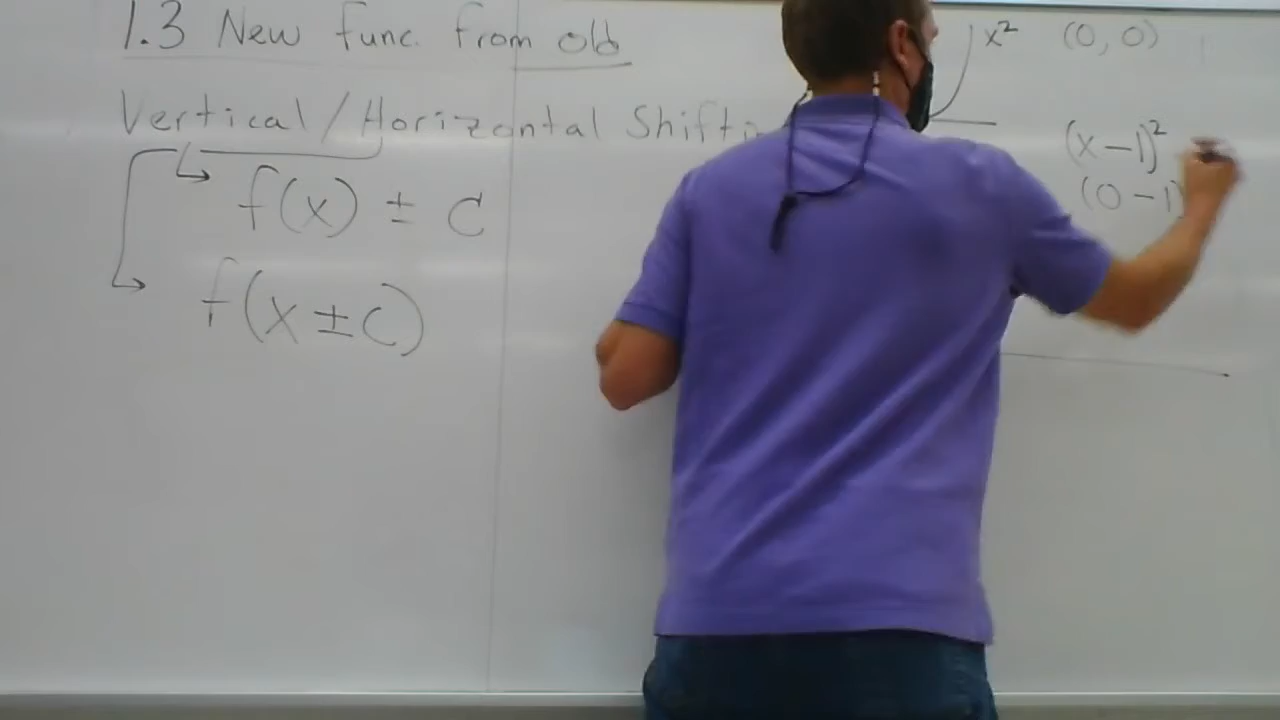 1.3 New func. from old
Vertical/Horizontal Shifti
f(x) ± C
f(x ± C)
x² (0,0)
(x-1)²
(0-1)